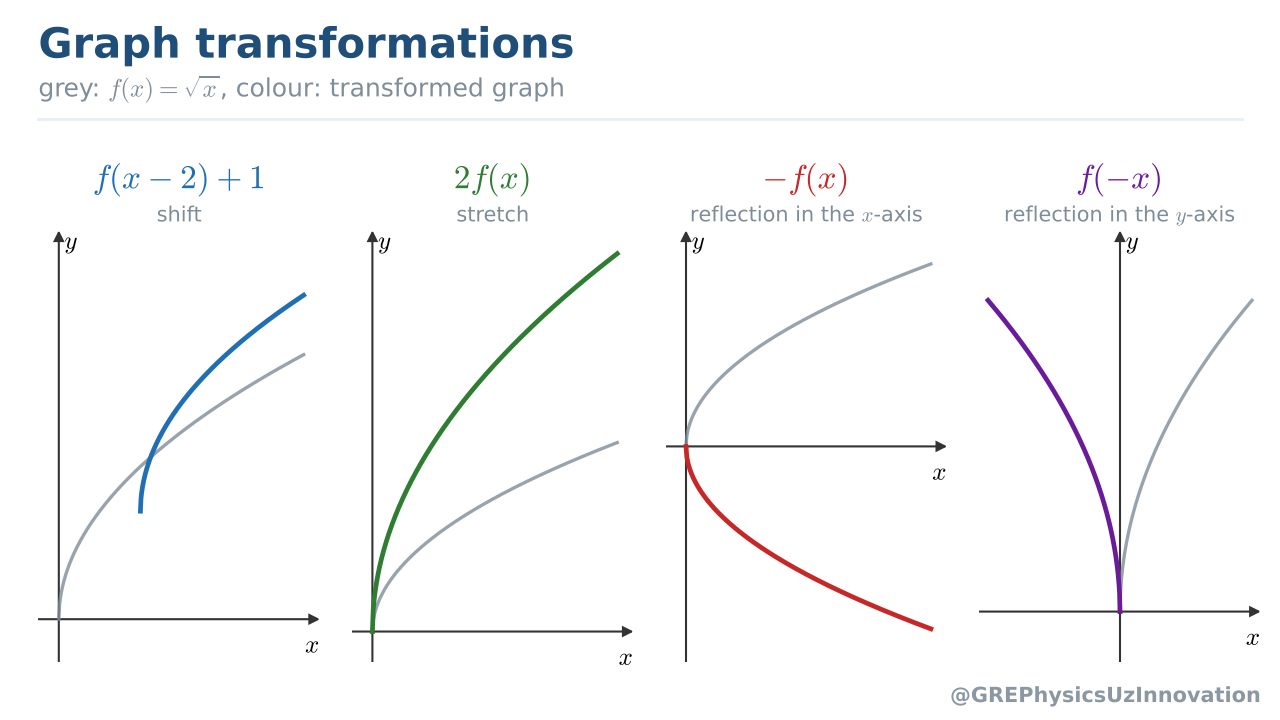 Graph transformations
grey: f(x) = √x, colour: transformed graph
f(x − 2) + 1
shift
y
x
2f(x)
stretch
y
x
−f(x)
reflection in the x-axis
y
x
f(−x)
reflection in the y-axis
y
x
@GREPhysicsUzInnovation